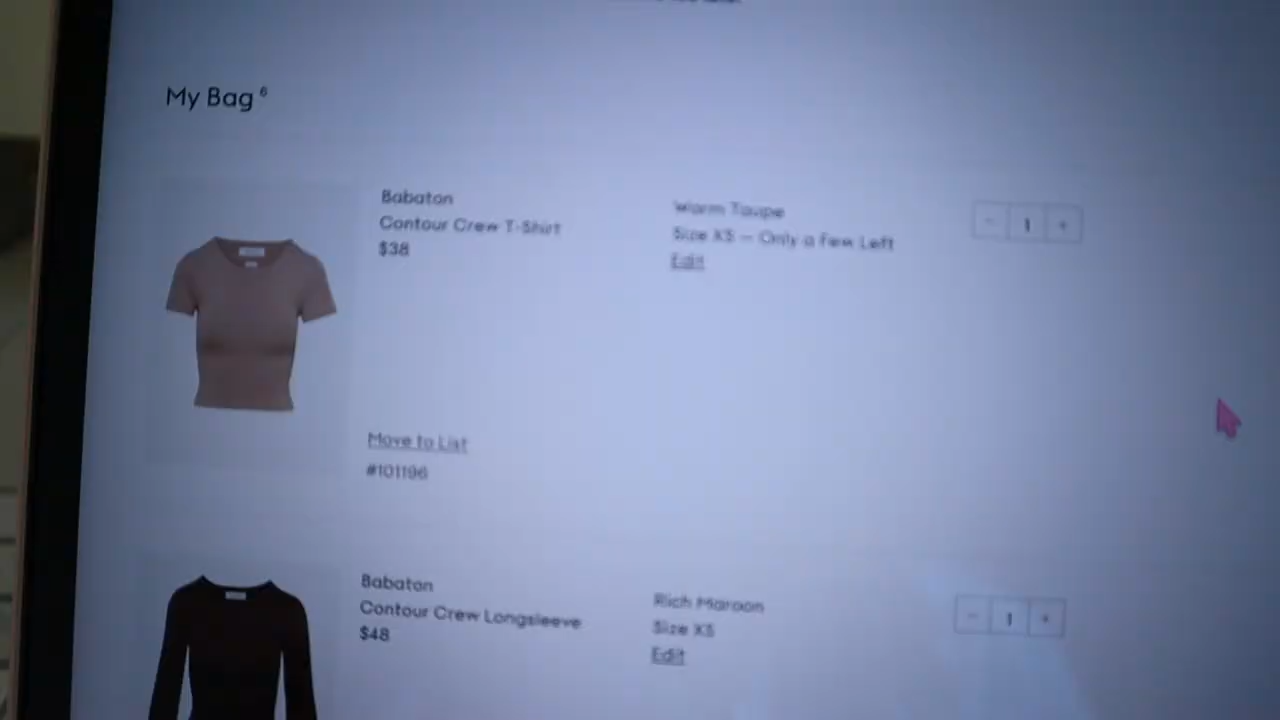 My Bag 6
Babaton
Contour Crew T-Shirt
$38
Warm Taupe
Size XS — Only a Few Left
Edit
- 1 +
Move to List
#101196
Babaton
Contour Crew Longsleeve
$48
Rich Maroon
Size XS
Edit
- 1 +